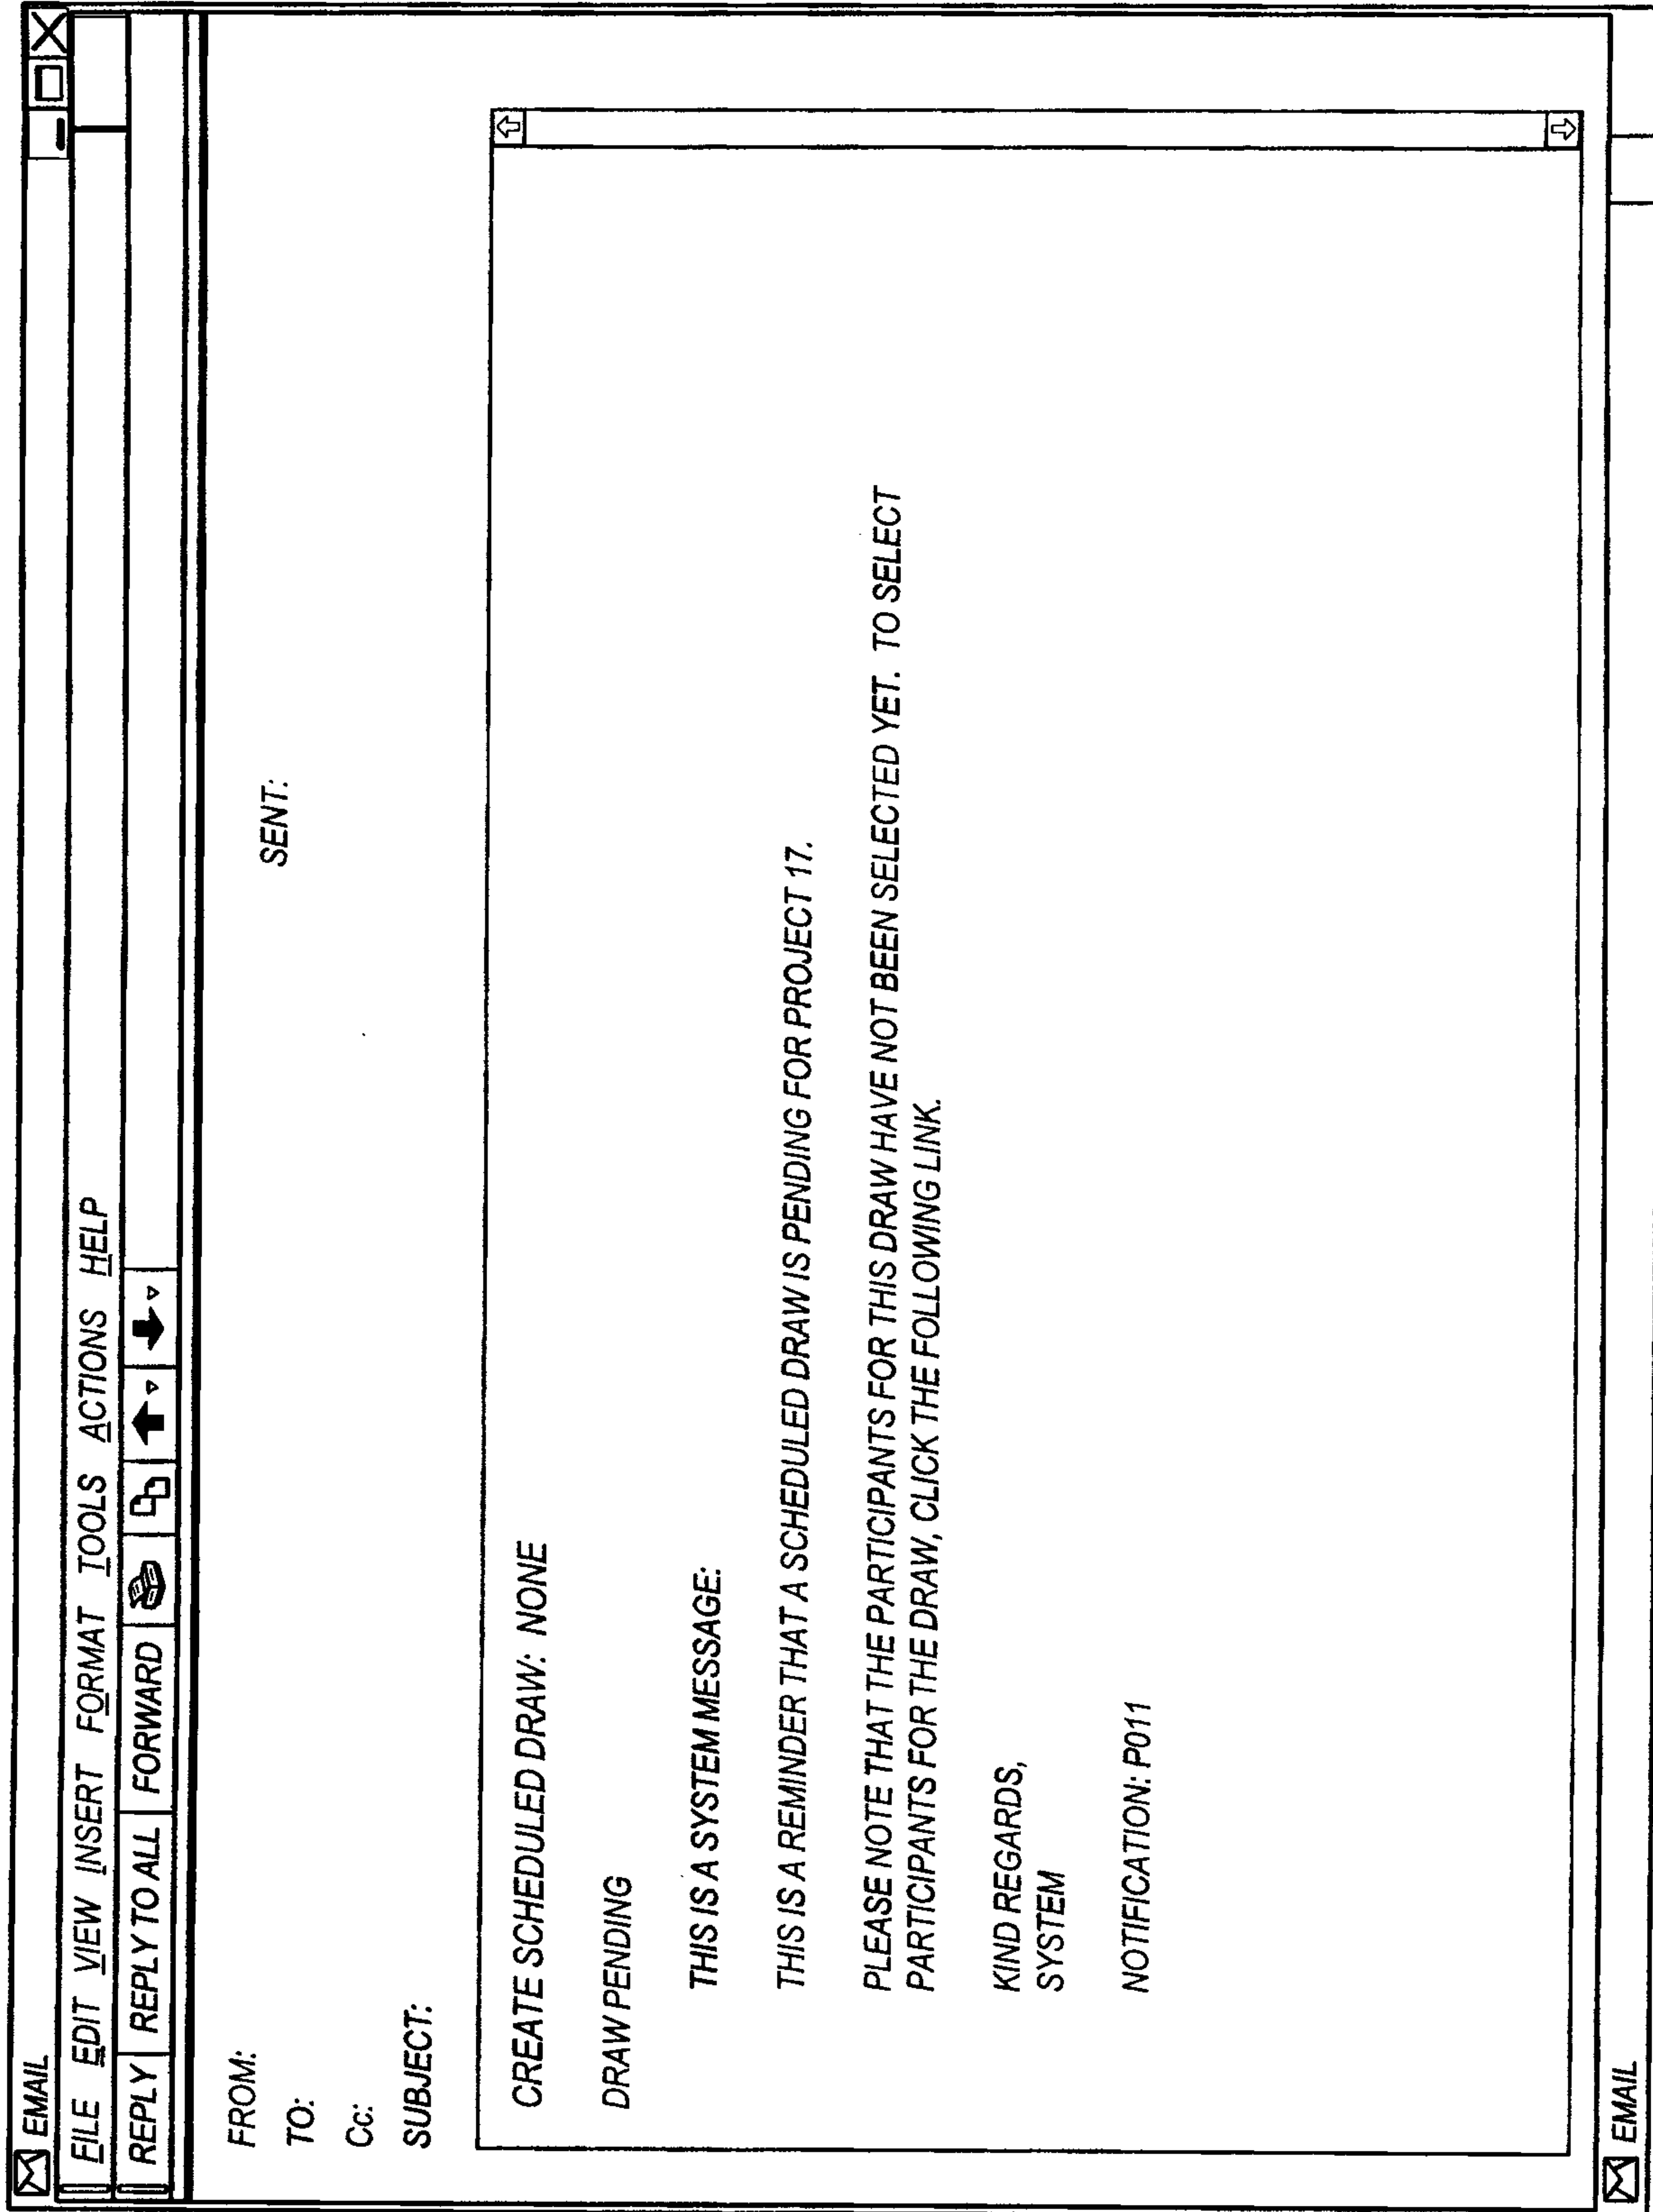 EMAIL
FILE EDIT VIEW INSERT FORMAT TOOLS ACTIONS HELP
REPLY REPLY TO ALL FORWARD
FROM:
SENT:
TO:
Cc:
SUBJECT:
CREATE SCHEDULED DRAW: NONE
DRAW PENDING
THIS IS A SYSTEM MESSAGE:
THIS IS A REMINDER THAT A SCHEDULED DRAW IS PENDING FOR PROJECT 17.
PLEASE NOTE THAT THE PARTICIPANTS FOR THIS DRAW HAVE NOT BEEN SELECTED YET. TO SELECT
PARTICIPANTS FOR THE DRAW, CLICK THE FOLLOWING LINK.
KIND REGARDS,
SYSTEM
NOTIFICATION: P011
EMAIL